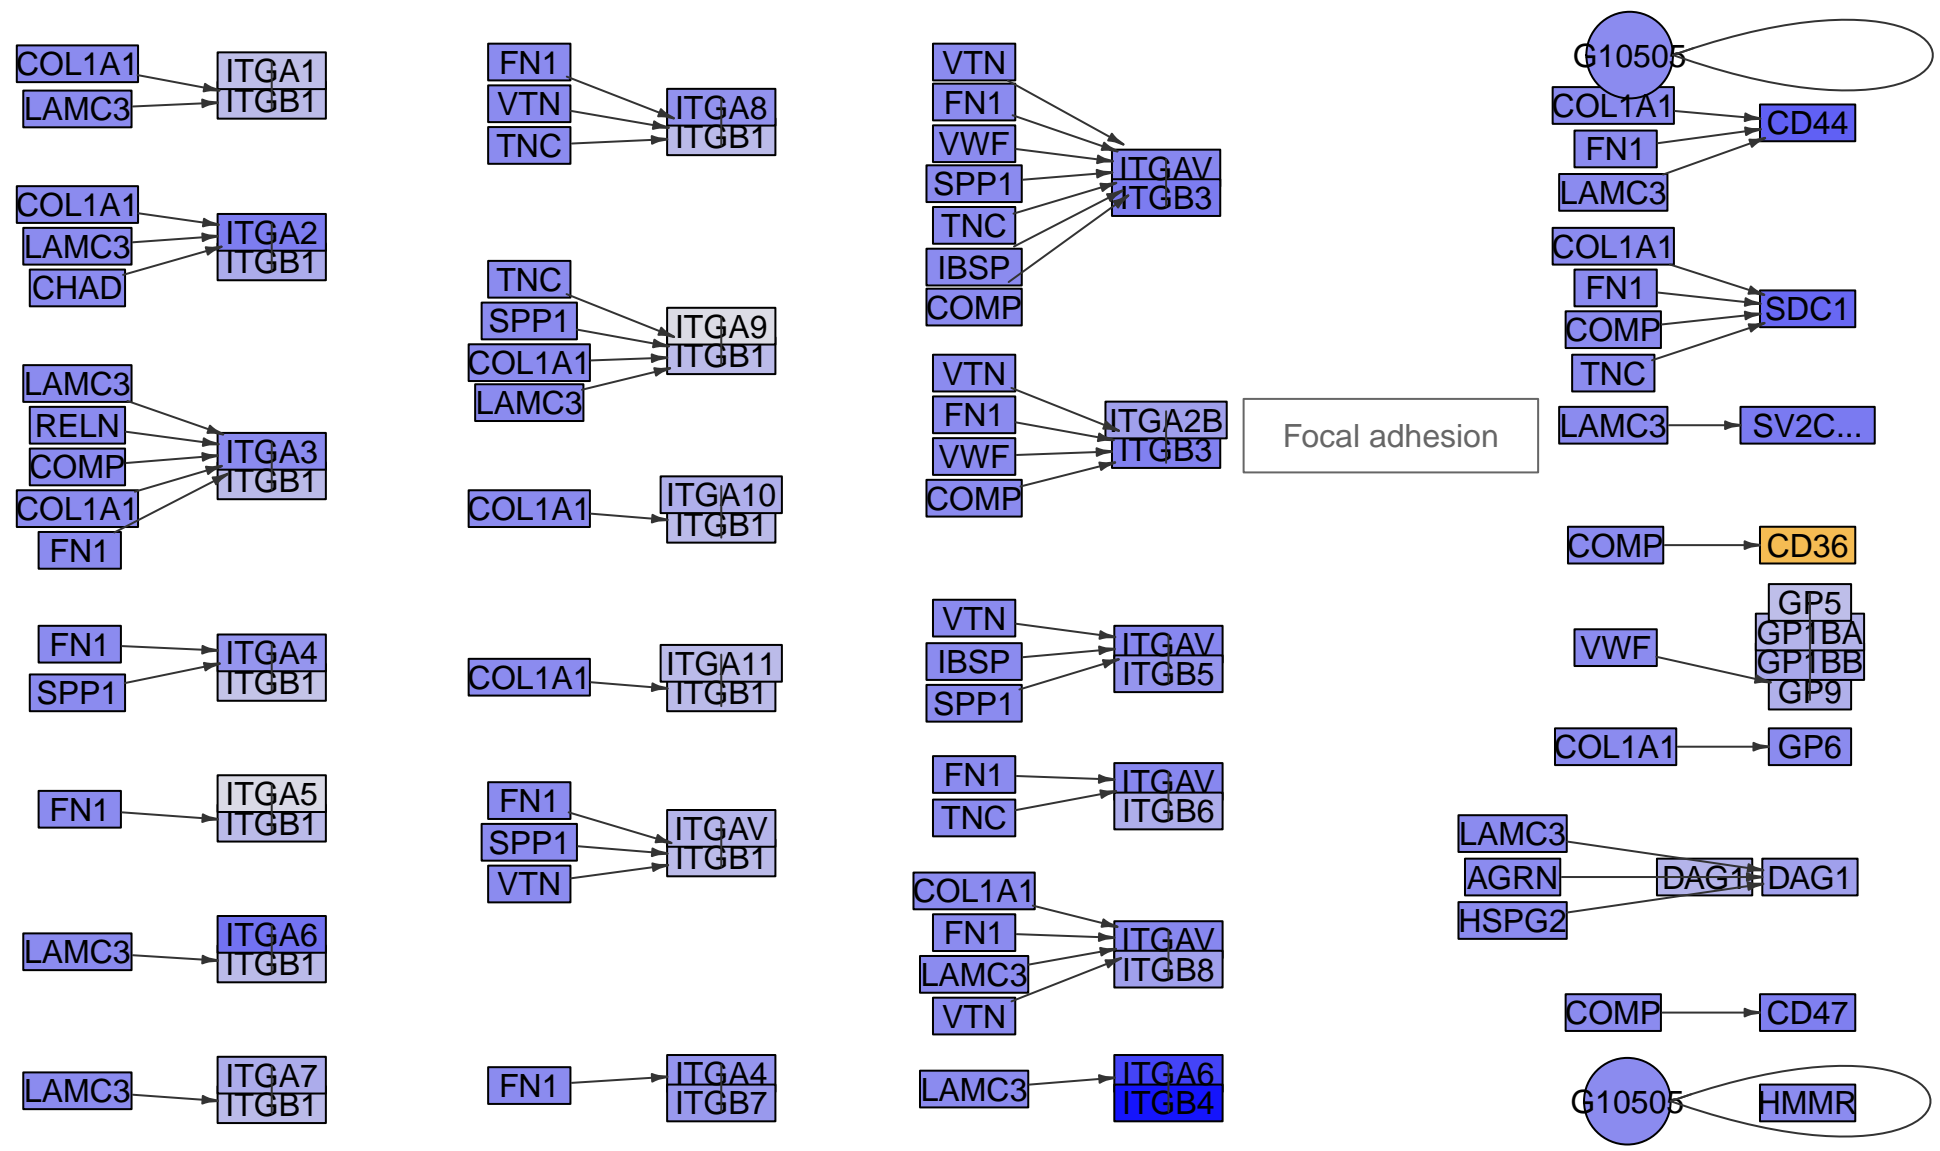 COL1A1
LAMC3
ITGA1
ITGB1
COL1A1
LAMC3
CHAD
ITGA2
ITGB1
LAMC3
RELN
COMP
COL1A1
FN1
ITGA3
ITGB1
FN1
SPP1
ITGA4
ITGB1
FN1
ITGA5
ITGB1
LAMC3
ITGA6
ITGB1
LAMC3
ITGA7
ITGB1
FN1
VTN
TNC
ITGA8
ITGB1
TNC
SPP1
COL1A1
LAMC3
ITGA9
ITGB1
COL1A1
ITGA10
ITGB1
COL1A1
ITGA11
ITGB1
FN1
SPP1
VTN
ITGAV
ITGB1
FN1
ITGA4
ITGB7
VTN
FN1
VWF
SPP1
TNC
IBSP
COMP
ITGAV
ITGB3
VTN
FN1
VWF
COMP
ITGA2B
ITGB3
Focal adhesion
VTN
IBSP
SPP1
ITGAV
ITGB5
FN1
TNC
ITGAV
ITGB6
COL1A1
FN1
LAMC3
VTN
ITGAV
ITGB8
LAMC3
ITGA6
ITGB4
G10505
COL1A1
FN1
LAMC3
CD44
COL1A1
FN1
COMP
TNC
SDC1
LAMC3
SV2C...
COMP
CD36
VWF
GP5
GP1BA
GP1BB
GP9
COL1A1
GP6
LAMC3
AGRN
HSPG2
DAG1
DAG1
COMP
CD47
G10505
HMMR